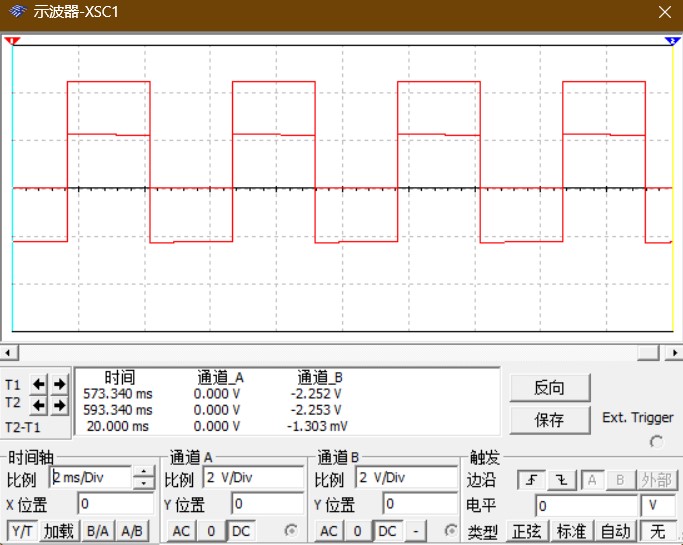 示波器-XSC1
1
2
时间 通道_A 通道_B
T1 573.340 ms 0.000 V -2.252 V
T2 593.340 ms 0.000 V -2.253 V
T2-T1 20.000 ms 0.000 V -1.303 mV
反向
保存
Ext. Trigger
时间轴
比例 2 ms/Div
X 位置 0
Y/T 加载 B/A A/B
通道 A
比例 2 V/Div
Y 位置 0
AC 0 DC
通道 B
比例 2 V/Div
Y 位置 0
AC 0 DC -
触发
边沿 A B 外部
电平 0 V
类型 正弦 标准 自动 无